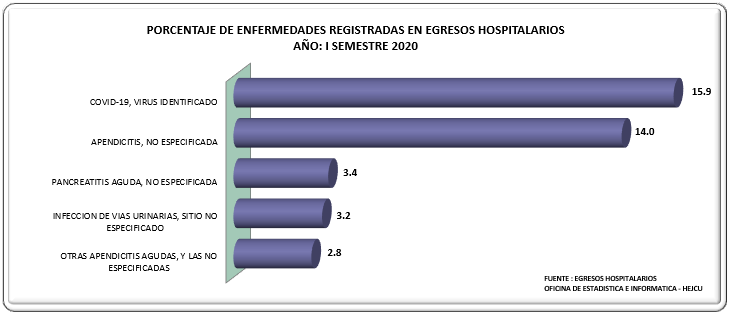 PORCENTAJE DE ENFERMEDADES REGISTRADAS EN EGRESOS HOSPITALARIOS
AÑO: I SEMESTRE 2020
COVID-19, VIRUS IDENTIFICADO
15.9
APENDICITIS, NO ESPECIFICADA
14.0
PANCREATITIS AGUDA, NO ESPECIFICADA
3.4
INFECCION DE VIAS URINARIAS, SITIO NO
ESPECIFICADO
3.2
OTRAS APENDICITIS AGUDAS, Y LAS NO
ESPECIFICADAS
2.8
FUENTE : EGRESOS HOSPITALARIOS
OFICINA DE ESTADISTICA E INFORMATICA - HEJCU